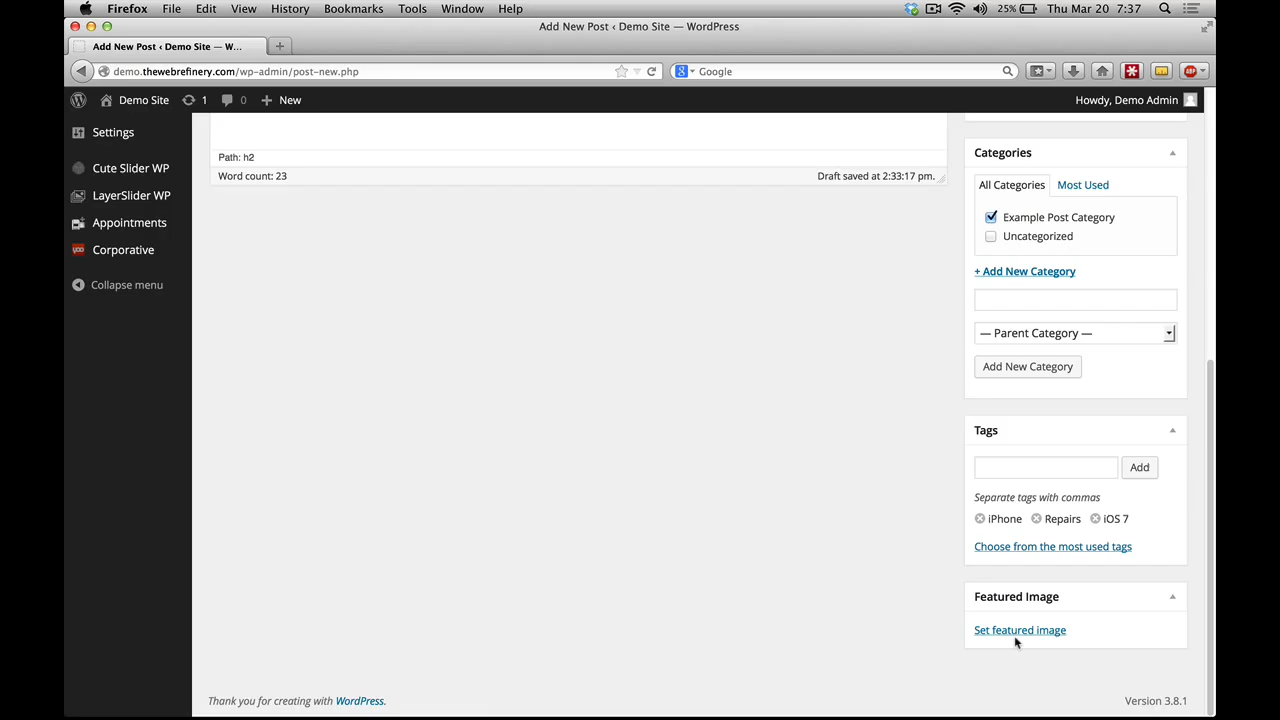 Firefox File Edit View History Bookmarks Tools Window Help 25% Thu Mar 20 7:37
Add New Post ‹ Demo Site — WordPress
Add New Post ‹ Demo Site — W...
demo.thewebrefinery.com/wp-admin/post-new.php Google
Demo Site 1 0 New Howdy, Demo Admin
Settings
Cute Slider WP
LayerSlider WP
Appointments
Corporative
Collapse menu
Path: h2
Word count: 23 Draft saved at 2:33:17 pm.
Categories
All Categories Most Used
Example Post Category
Uncategorized
+ Add New Category
— Parent Category —
Add New Category
Tags
Add
Separate tags with commas
iPhone Repairs iOS 7
Choose from the most used tags
Featured Image
Set featured image
Thank you for creating with WordPress. Version 3.8.1